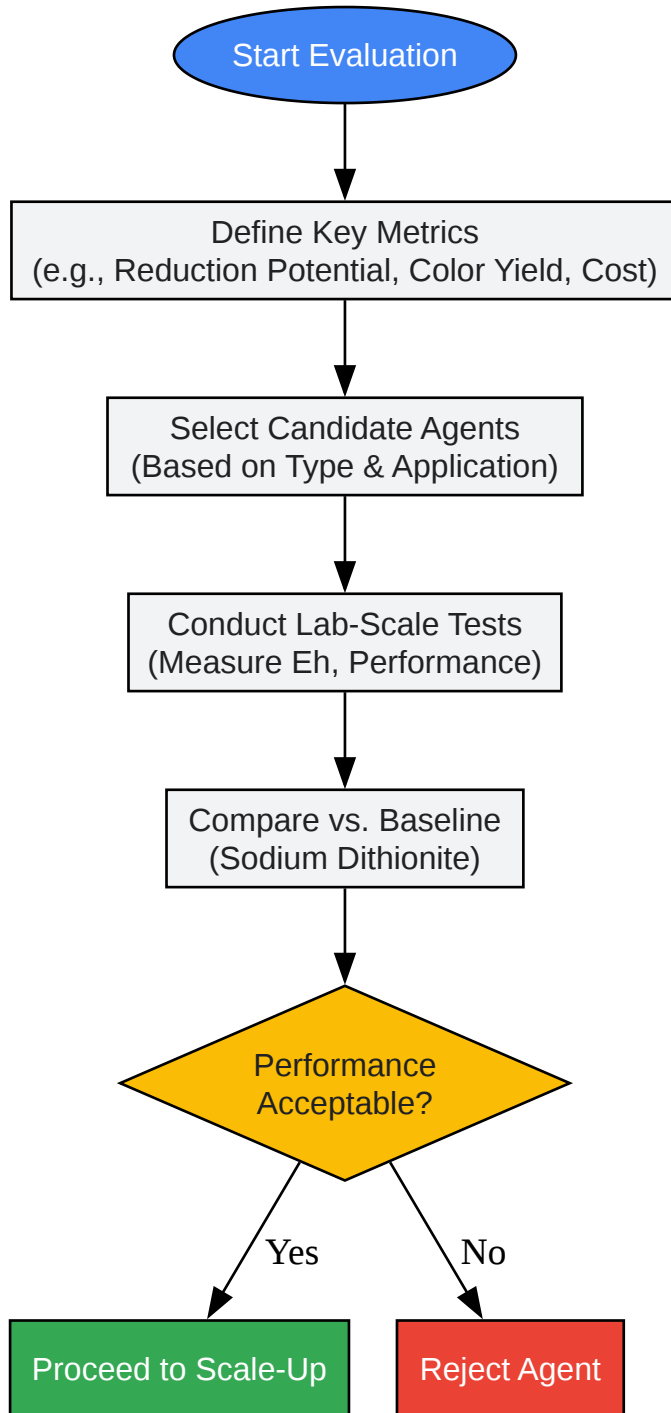 Start Evaluation
Define Key Metrics
(e.g., Reduction Potential, Color Yield, Cost)
Select Candidate Agents
(Based on Type & Application)
Conduct Lab-Scale Tests
(Measure Eh, Performance)
Compare vs. Baseline
(Sodium Dithionite)
Performance
Acceptable?
Yes
No
Proceed to Scale-Up
Reject Agent